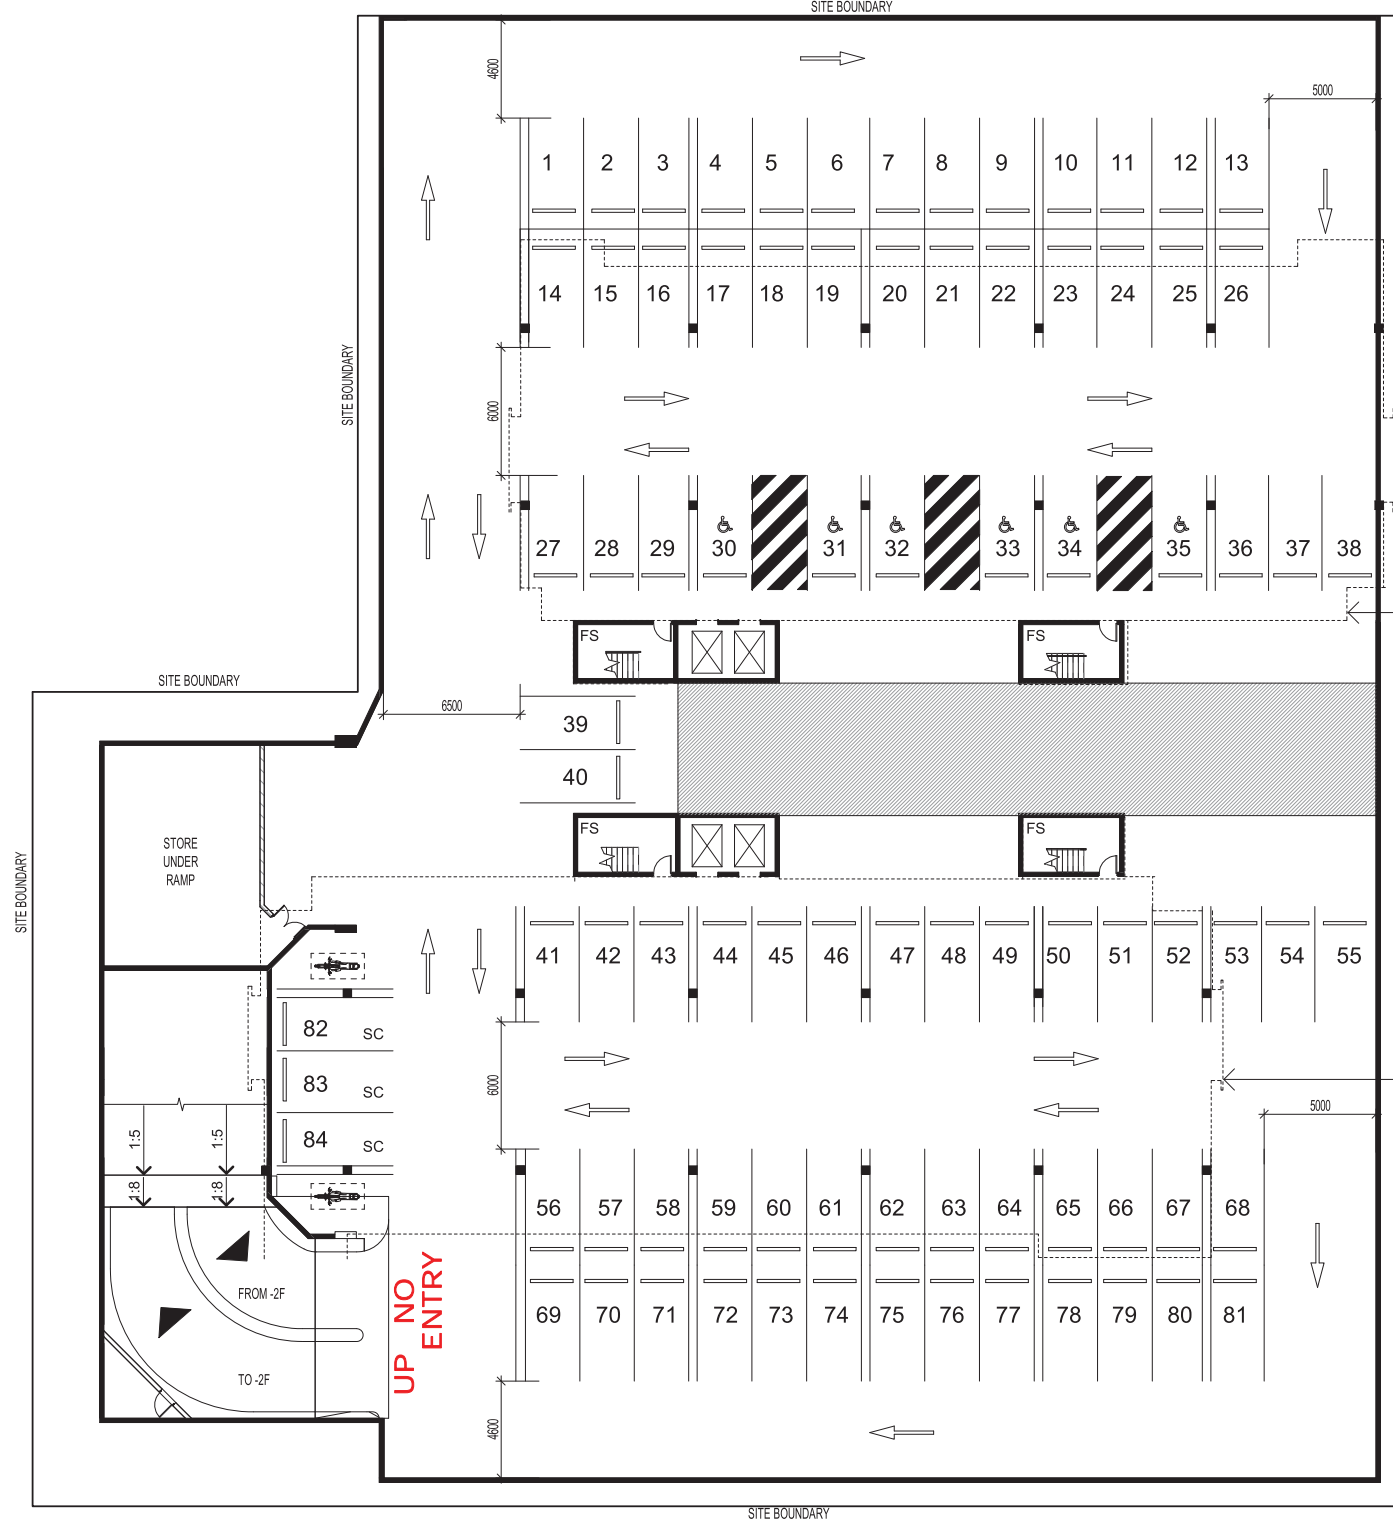 SITE BOUNDARY
4600
5000
1 2 3 4 5 6 7 8 9 10 11 12 13
14 15 16 17 18 19 20 21 22 23 24 25 26
SITE BOUNDARY
6000
27 28 29 30 31 32 33 34 35 36 37 38
FS FS
SITE BOUNDARY
6500
39
40
FS FS
STORE
UNDER
RAMP
SITE BOUNDARY
41 42 43 44 45 46 47 48 49 50 51 52 53 54 55
82 SC
83 SC
84 SC
6000
5000
1:5 1:5
1:8 1:8
56 57 58 59 60 61 62 63 64 65 66 67 68
FROM -2F
TO -2F
UP NO
ENTRY
69 70 71 72 73 74 75 76 77 78 79 80 81
4600
SITE BOUNDARY